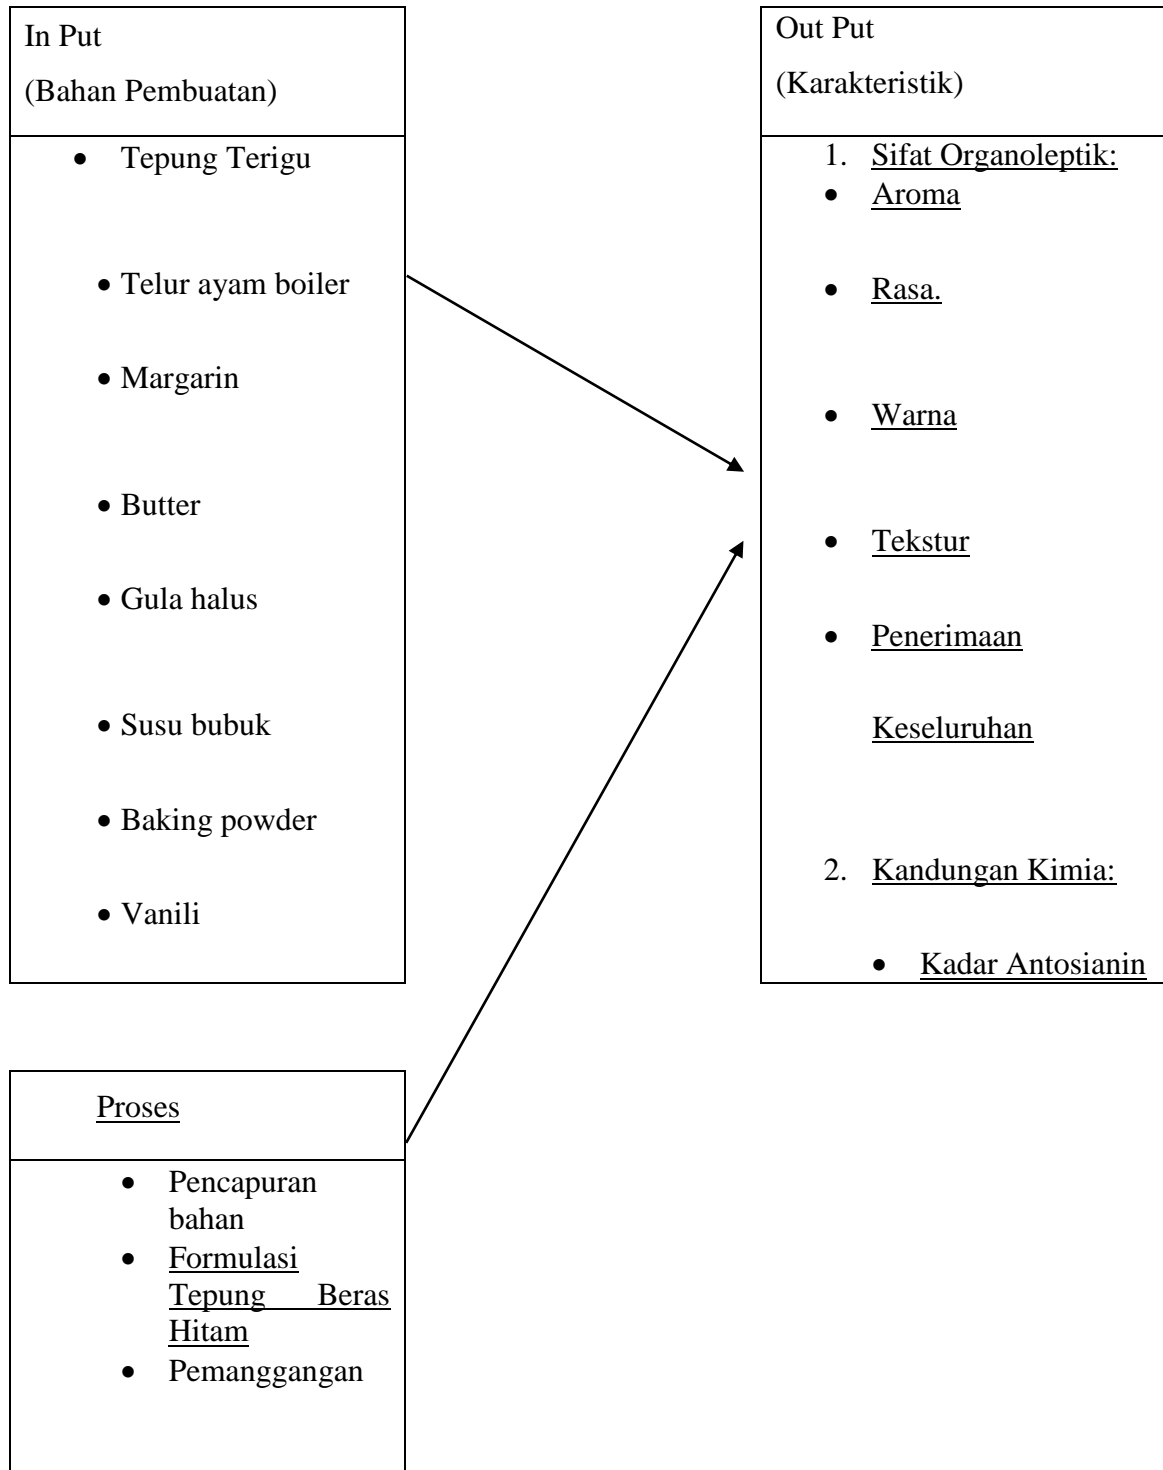 In Put
(Bahan Pembuatan)
• Tepung Terigu
• Telur ayam boiler
• Margarin
• Butter
• Gula halus
• Susu bubuk
• Baking powder
• Vanili
Out Put
(Karakteristik)
1. Sifat Organoleptik:
• Aroma
• Rasa.
• Warna
• Tekstur
• Penerimaan
Keseluruhan
2. Kandungan Kimia:
• Kadar Antosianin
Proses
• Pencapuran
bahan
• Formulasi
Tepung Beras
Hitam
• Pemanggangan